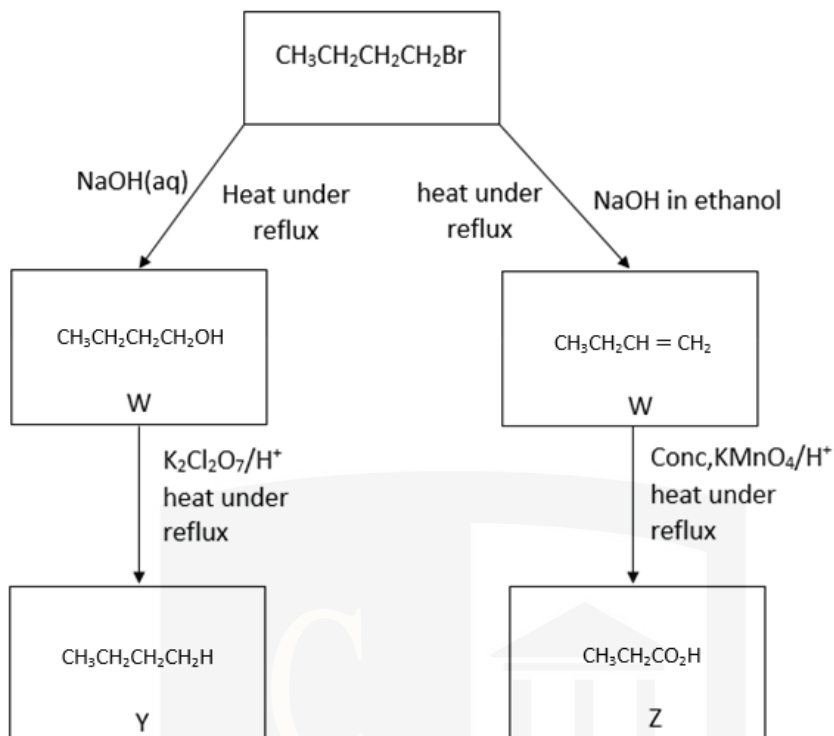 CH₃CH₂CH₂CH₂Br
NaOH(aq)
Heat under
reflux
heat under
reflux
NaOH in ethanol
CH₃CH₂CH₂CH₂OH
W
CH₃CH₂CH = CH₂
W
K₂Cl₂O₇/H⁺
heat under
reflux
Conc,KMnO₄/H⁺
heat under
reflux
CH₃CH₂CH₂CH₂H
Y
CH₃CH₂CO₂H
Z
C